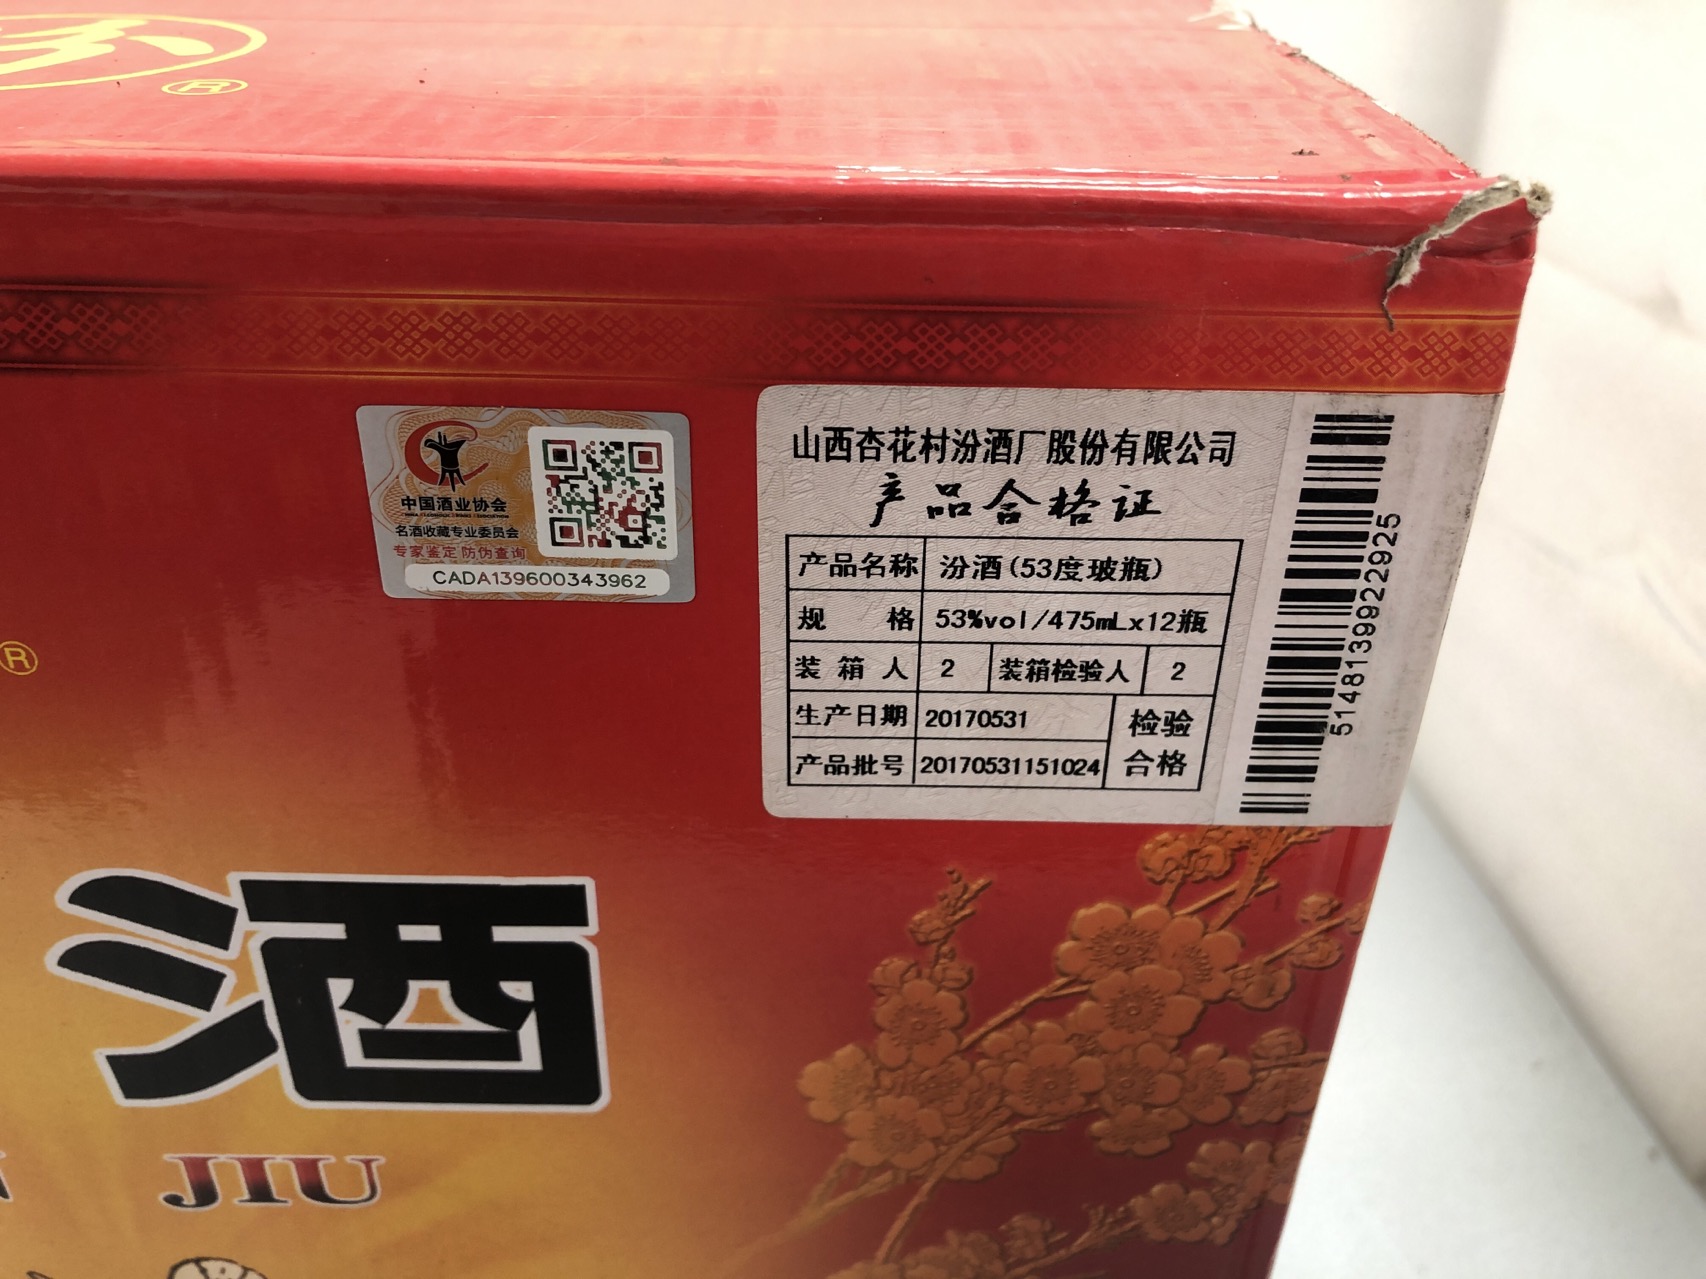 汾
®
中国酒业协会
名酒收藏专业委员会
专家鉴定 防伪查询
CADA139600343962
山西杏花村汾酒厂股份有限公司
产品合格证
产品名称 汾酒(53度玻瓶)
规 格 53%vol/475mLx12瓶
装 箱 人 2 装箱检验人 2
生产日期 20170531 检验
产品批号 20170531151024 合格
51481399922925
®
酒
JIU